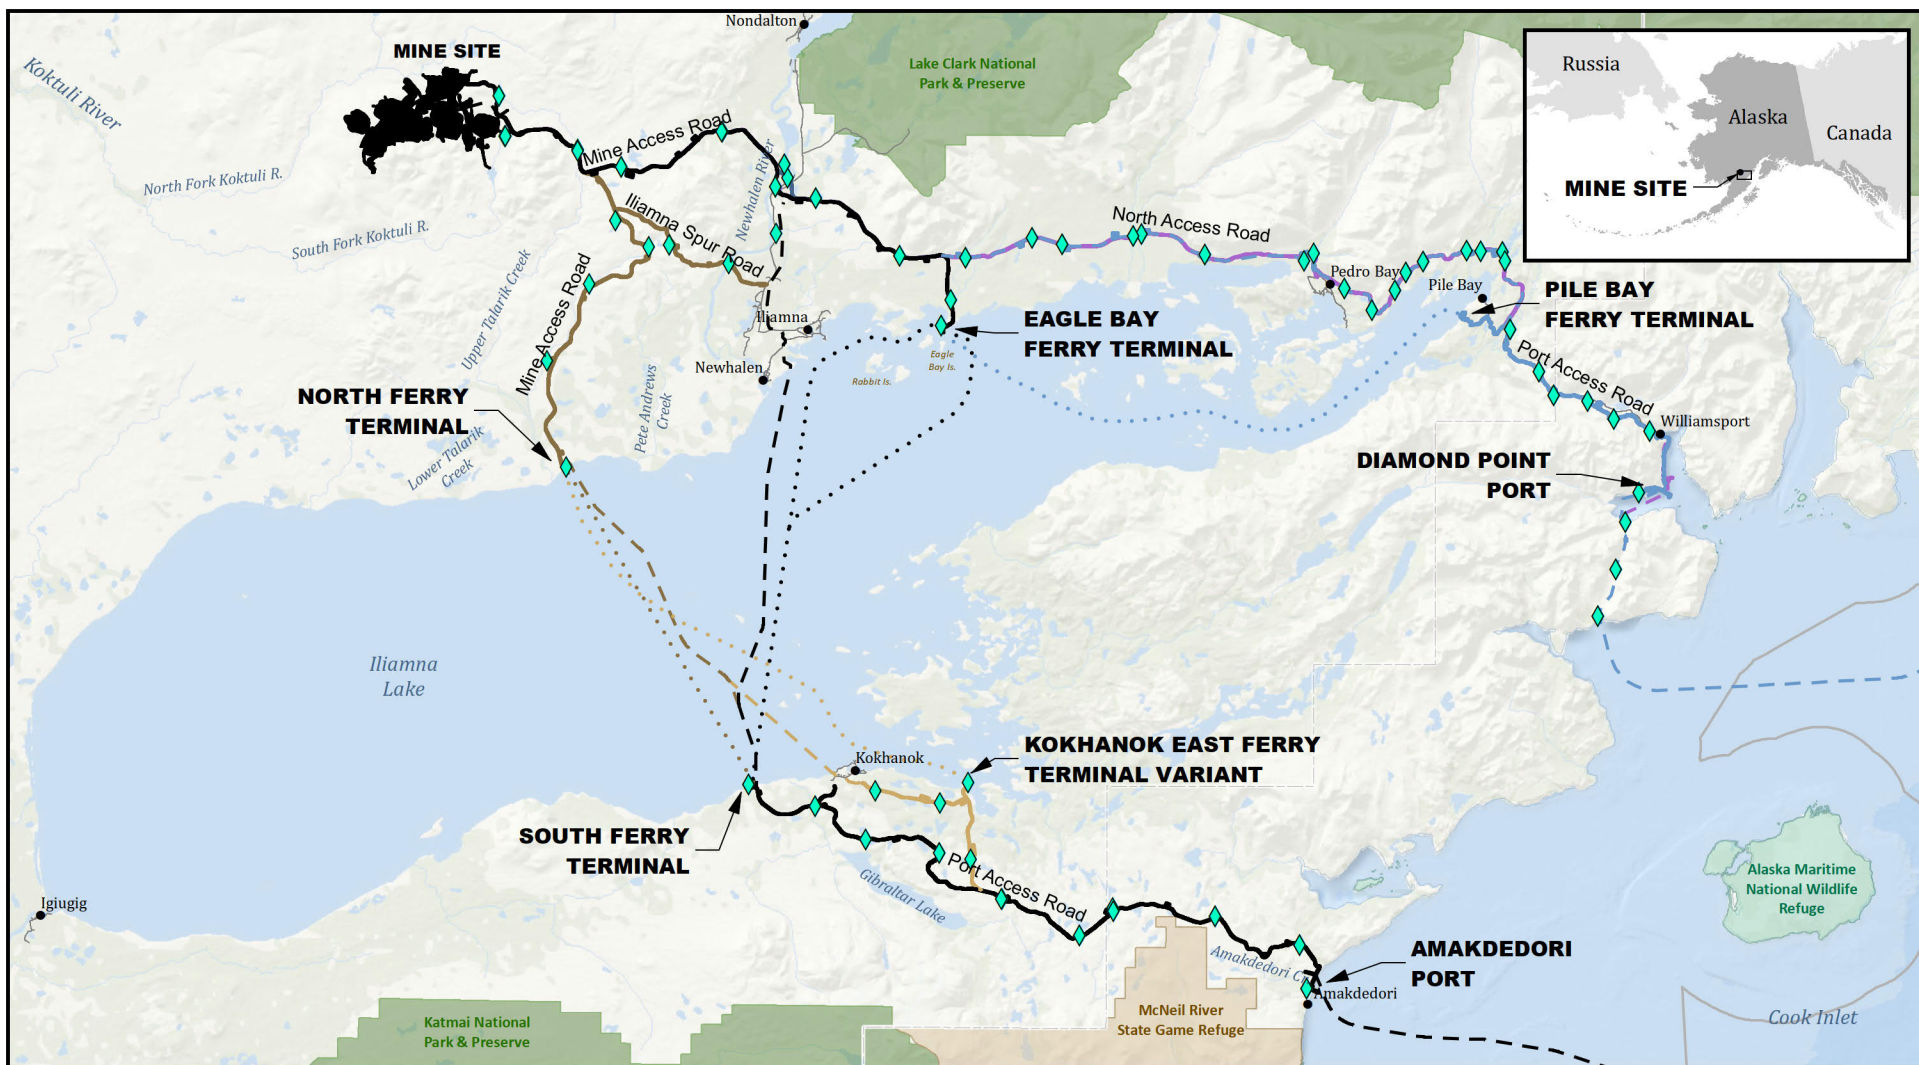 Nondalton
MINE SITE
Koktuli River
Lake Clark National
Park & Preserve
Russia
Alaska
Canada
MINE SITE
Mine Access Road
North Fork Koktuli R.
South Fork Koktuli R.
Newhalen River
Iliamna Spur Road
North Access Road
Upper Talarik Creek
Mine Access Road
Pedro Bay
Pile Bay
PILE BAY
FERRY TERMINAL
Iliamna
EAGLE BAY
FERRY TERMINAL
Eagle
Bay Is.
Rabbit Is.
Newhalen
Port Access Road
NORTH FERRY
TERMINAL
Pete Andrews
Creek
Lower Talarik
Creek
Williamsport
DIAMOND POINT
PORT
Iliamna
Lake
KOKHANOK EAST FERRY
TERMINAL VARIANT
Kokhanok
SOUTH FERRY
TERMINAL
Port Access Road
Gibraltar Lake
Igiugig
Alaska Maritime
National Wildlife
Refuge
Amakdedori Cr.
AMAKDEDORI
PORT
Amakdedori
McNeil River
State Game Refuge
Katmai National
Park & Preserve
Cook Inlet